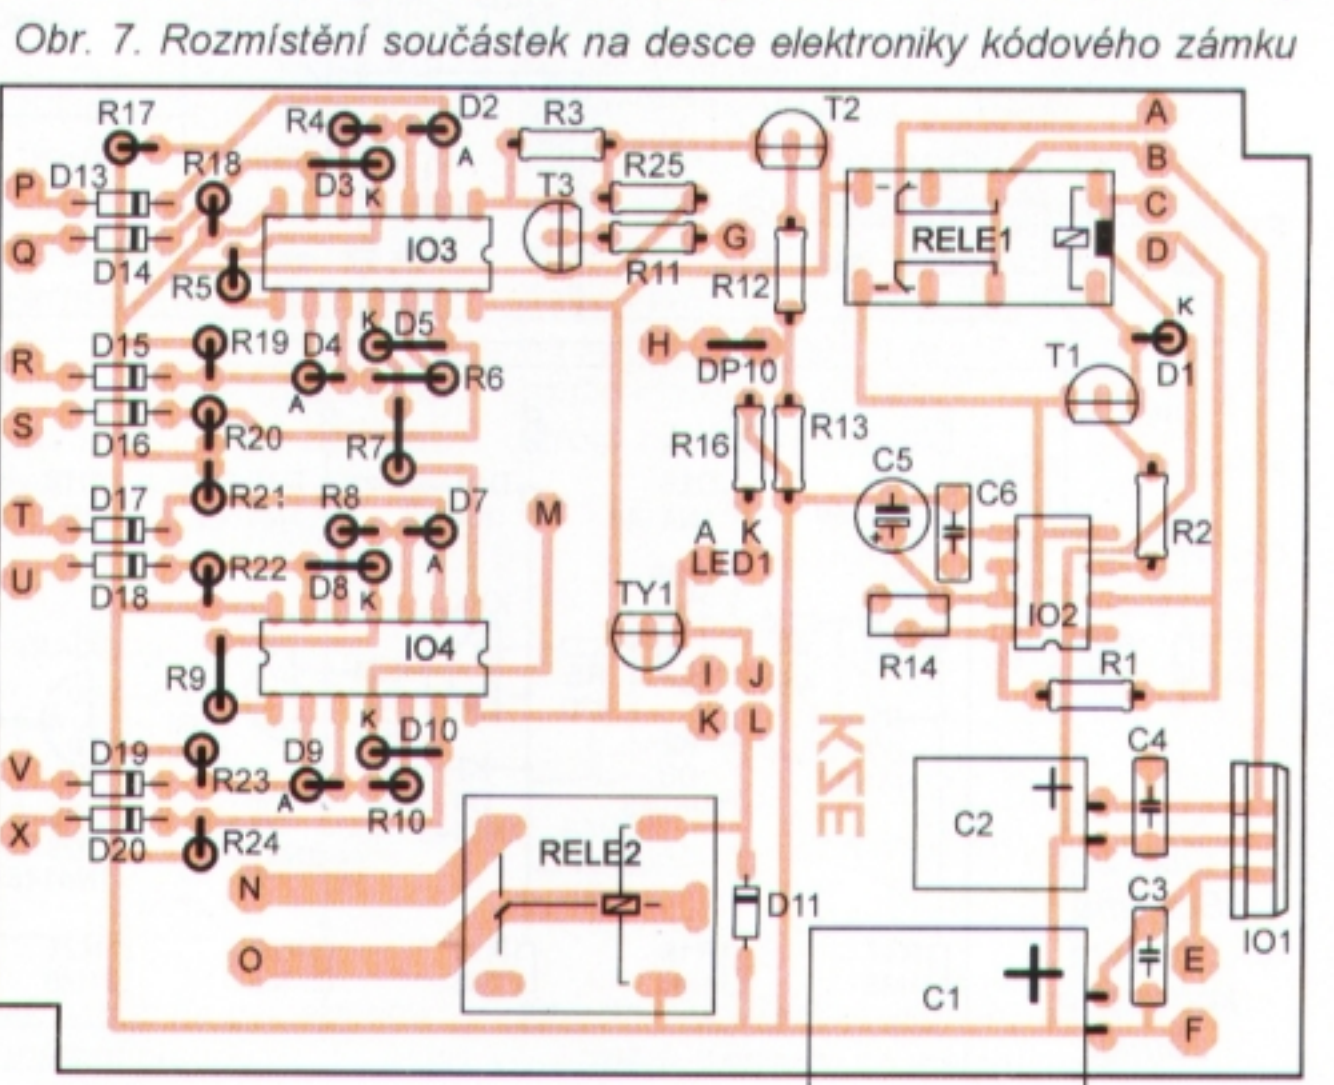 Obr. 7. Rozmístění součástek na desce elektroniky kódového zámku
R17 R4 D2 R3 T2 A
A
B
P D13 R18 D3 K T3 R25 C
Q D14 IO3 G RELE1 D
R5 R11 R12
K
R D15 R19 D4 K D5 H DP10 T1 D1
A R6
S D16 R20 R7 R16 R13 C5
R21 R8 D7 M C6
T D17 A K R2
U D18 R22 D8 K A LED1
+
TY1 IO2
R9 IO4 I J R14 R1
K D10 K L KZE
V D19 D9 C4
R23 A R10 + C2
X D20 R24 RELE2
N D11 C3
O + C1 E IO1
F